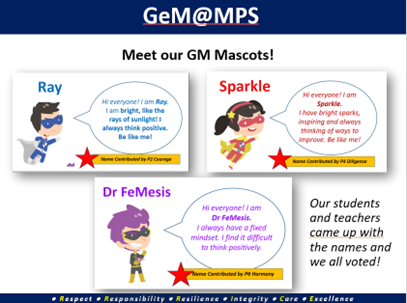 GeM@MPS
Meet our GM Mascots!
Ray
Hi everyone! I am Ray.
I am bright, like the
rays of sunlight! I
always think positive.
Be like me!
Name Contributed by P2 Courage
Sparkle
Hi everyone! I am
Sparkle.
I have bright sparks,
inspiring and always
thinking of ways to
improve. Be like me!
Name Contributed by P4 Diligence
Dr FeMesis
Hi everyone! I am
Dr FeMesis.
I always have a fixed
mindset. I find it difficult
to think positively.
Name Contributed by P6 Harmony
Our students
and teachers
came up with
the names and
we all voted!
Respect Responsibility Resilience Integrity Care Excellence